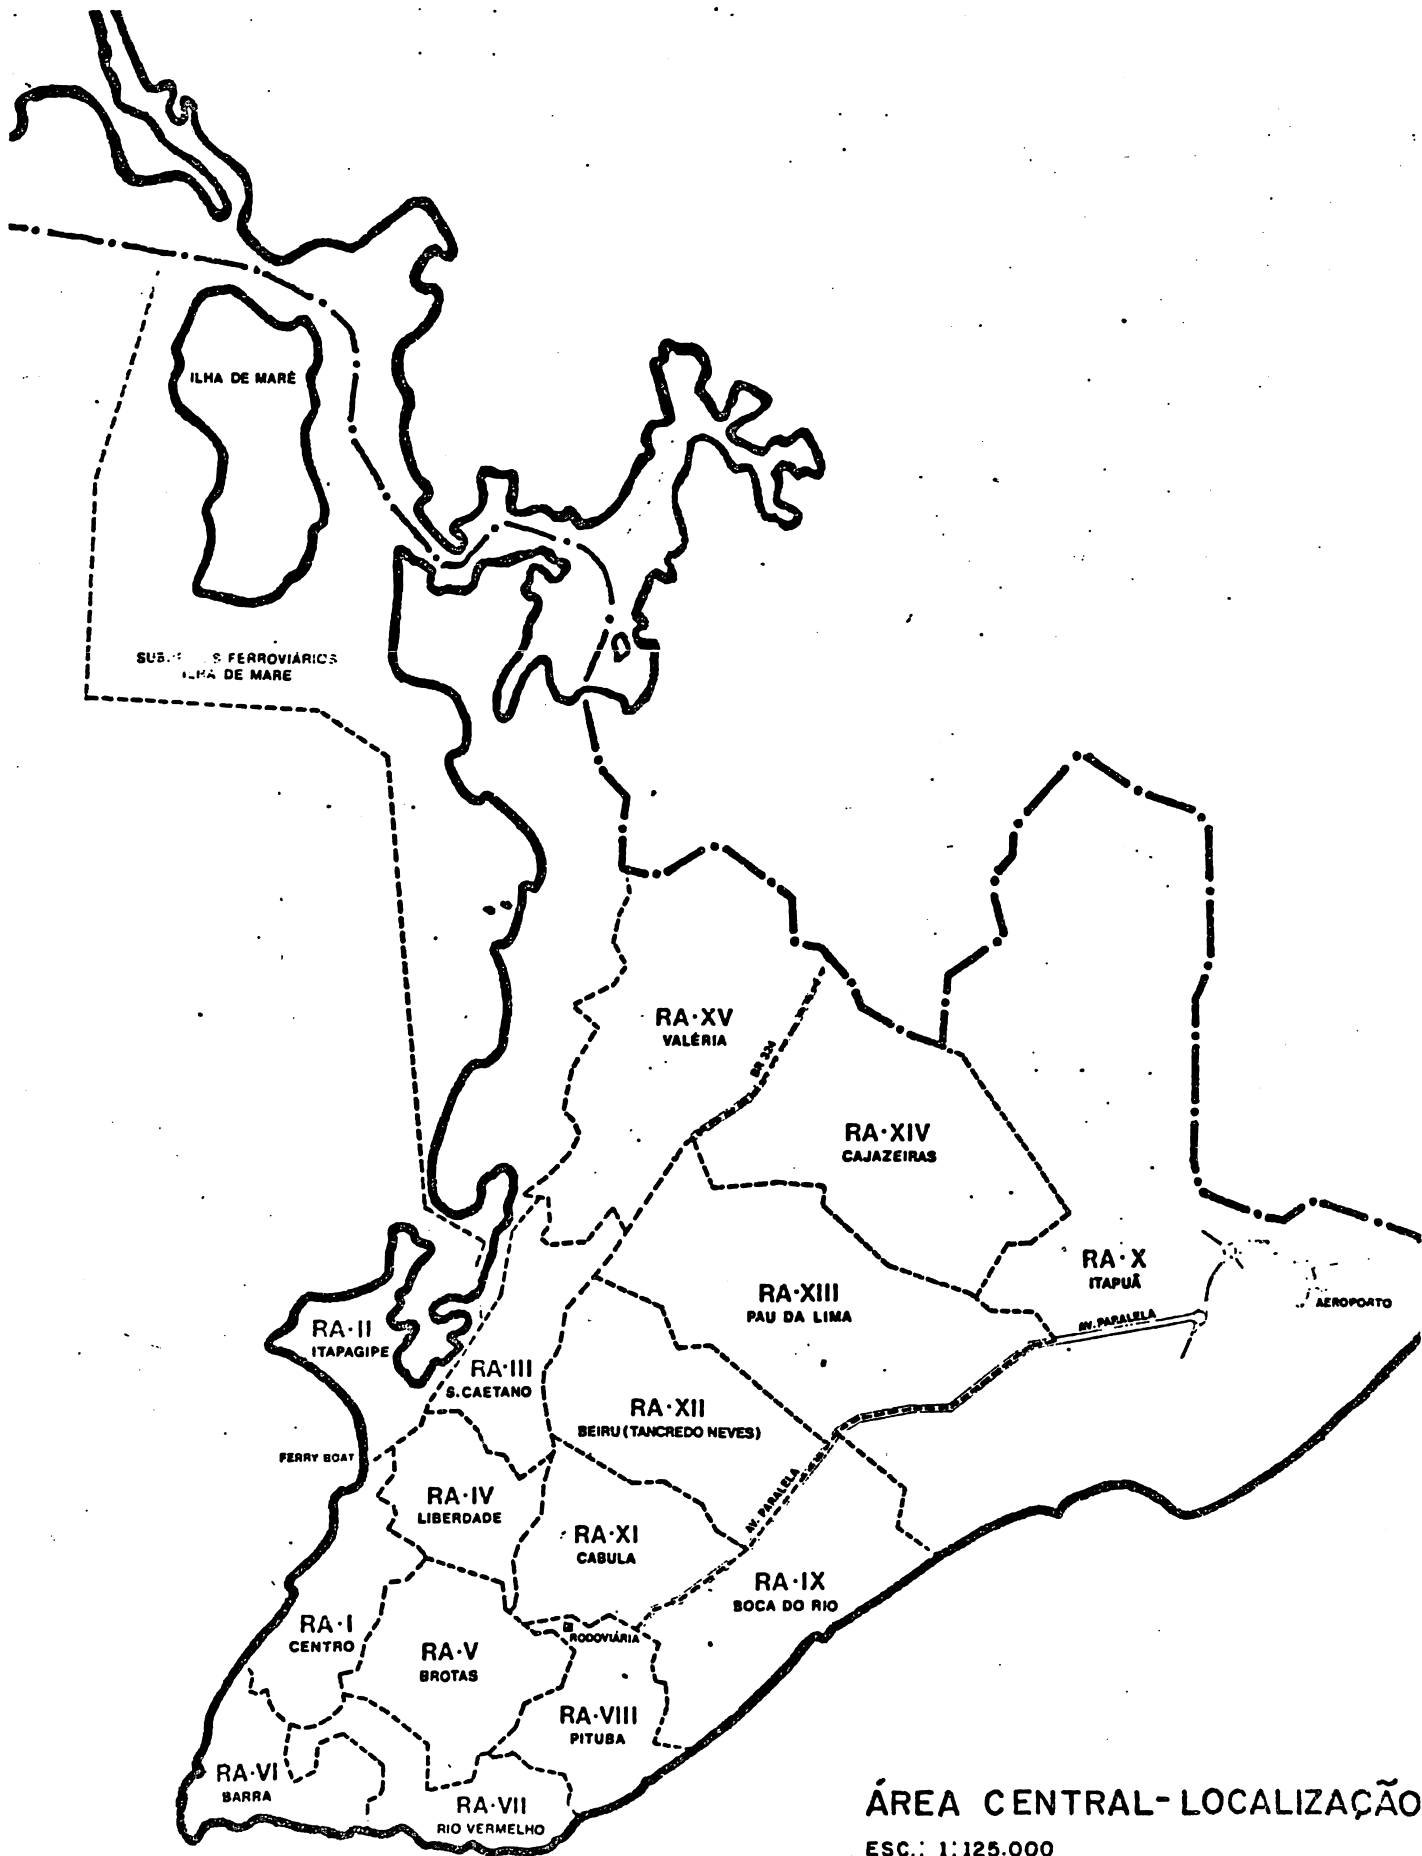 ILHA DE MARÉ
FERROVIÁRIOS
ILHA DE MARE
RA·XV
VALÉRIA
BR 324
RA·XIV
CAJAZEIRAS
RA·X
ITAPUÃ
AEROPORTO
AV. PARALELA
RA·XIII
PAU DA LIMA
RA·II
ITAPAGIPE
RA·III
S.CAETANO
RA·XII
BEIRU (TANCREDO NEVES)
FERRY BOAT
AV. PARALELA
RA·IV
LIBERDADE
RA·XI
CABULA
RA·IX
BOCA DO RIO
RA·I
CENTRO
RODOVIÁRIA
RA·V
BROTAS
RA·VIII
PITUBA
RA·VI
BARRA
RA·VII
RIO VERMELHO
ÁREA CENTRAL-LOCALIZAÇÃO
ESC.: 1:125.000